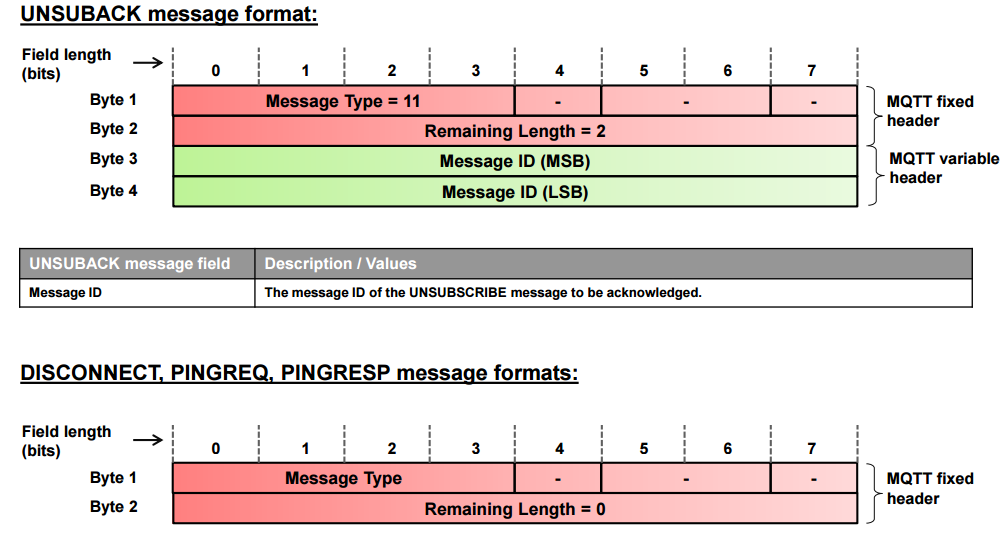 UNSUBACK message format:
Field length (bits)
0 1 2 3 4 5 6 7
Byte 1 Message Type = 11 - - - MQTT fixed header
Byte 2 Remaining Length = 2
Byte 3 Message ID (MSB) MQTT variable header
Byte 4 Message ID (LSB)
UNSUBACK message field Description / Values
Message ID The message ID of the UNSUBSCRIBE message to be acknowledged.
DISCONNECT, PINGREQ, PINGRESP message formats:
Field length (bits)
0 1 2 3 4 5 6 7
Byte 1 Message Type - - - MQTT fixed header
Byte 2 Remaining Length = 0